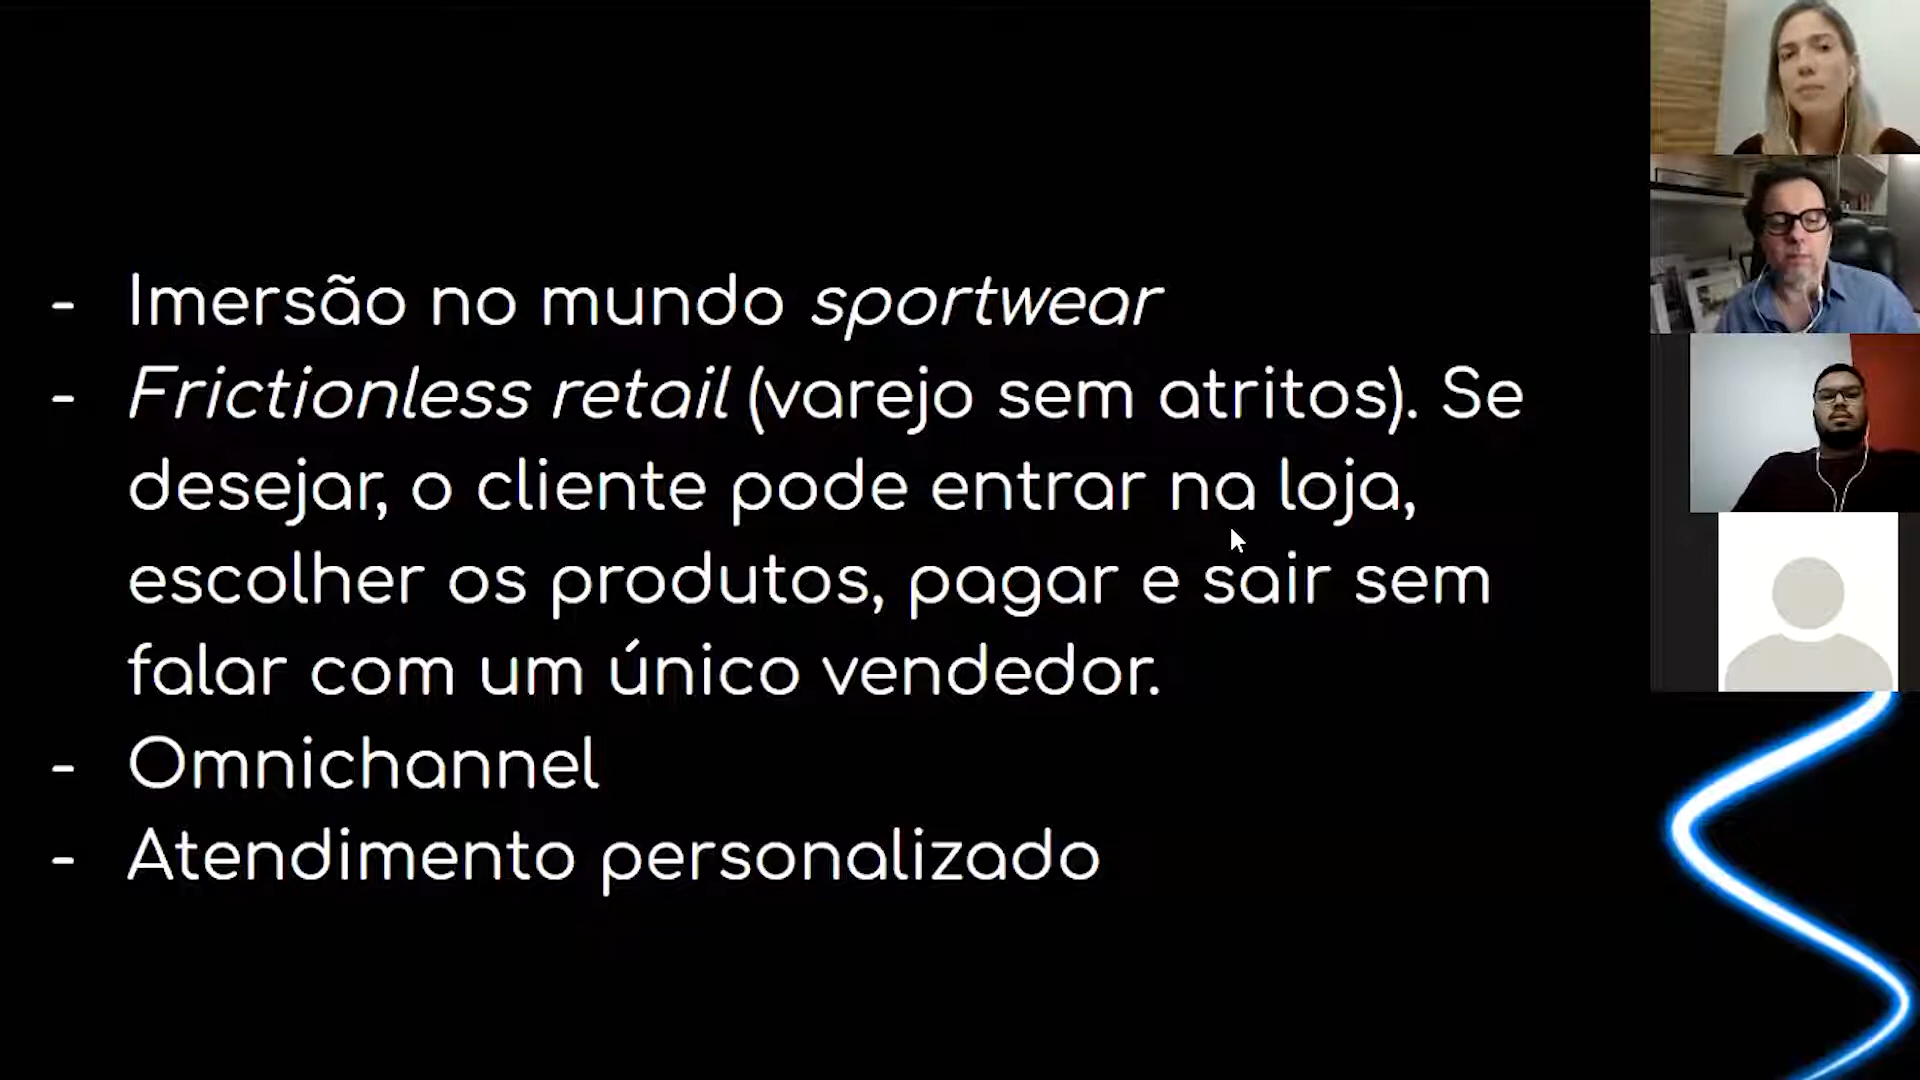 - Imersão no mundo sportwear
- Frictionless retail (varejo sem atritos). Se
desejar, o cliente pode entrar na loja,
escolher os produtos, pagar e sair sem
falar com um único vendedor.
- Omnichannel
- Atendimento personalizado